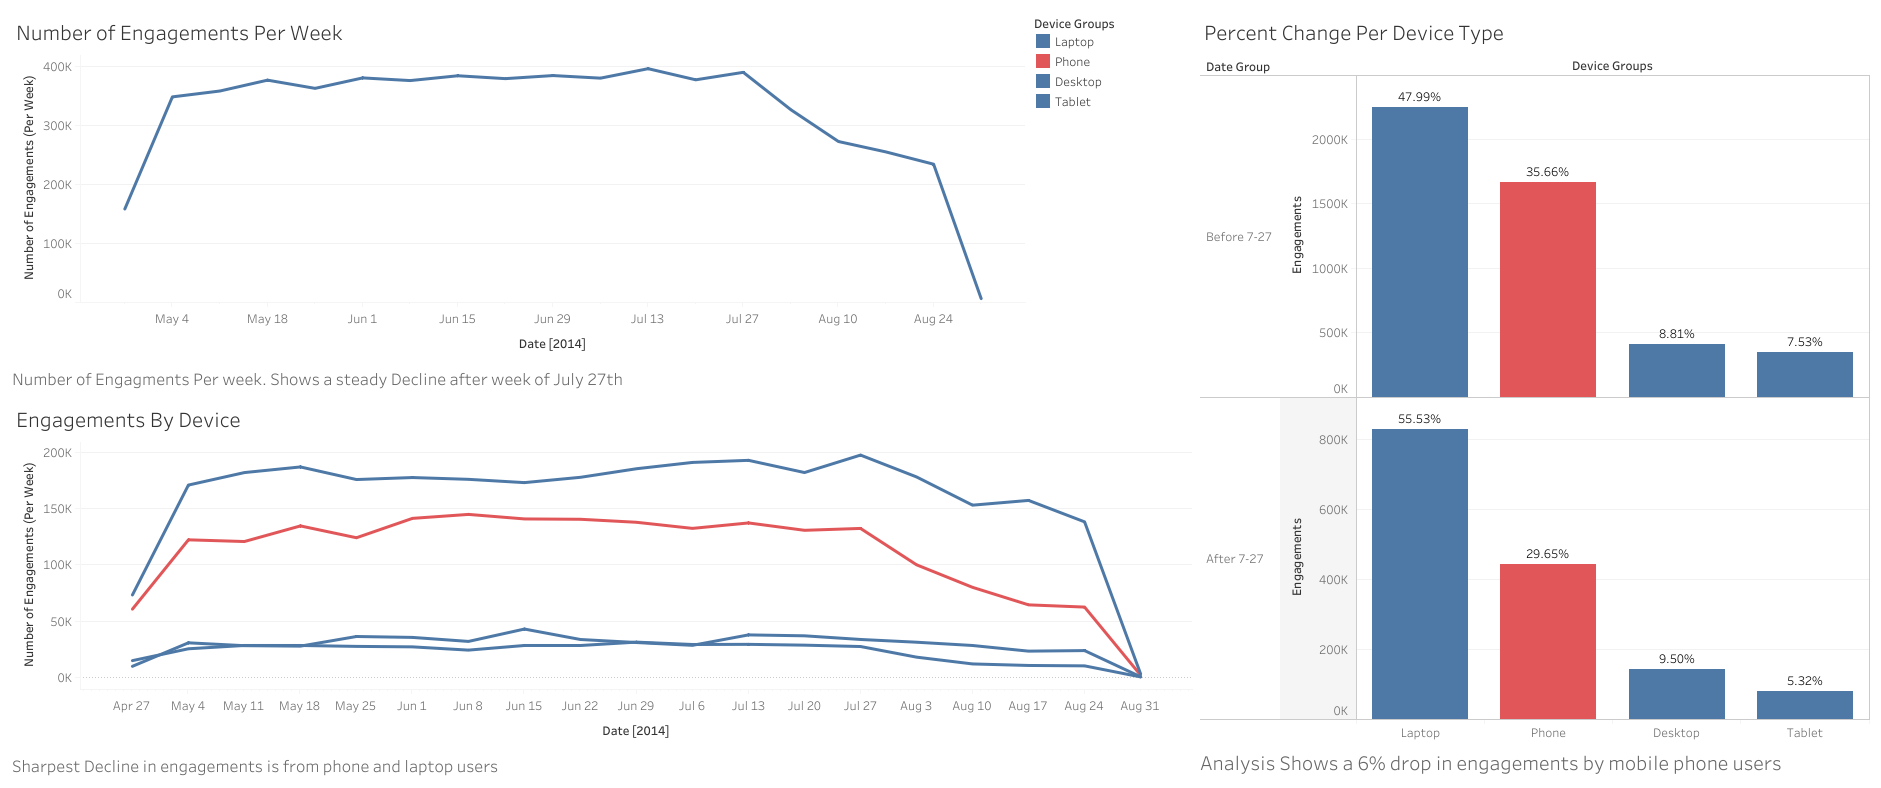 Number of Engagements Per Week
400K
300K
200K
100K
0K
Number of Engagements (Per Week)
May 4 May 18 Jun 1 Jun 15 Jun 29 Jul 13 Jul 27 Aug 10 Aug 24
Date [2014]
Number of Engagments Per week. Shows a steady Decline after week of July 27th
Device Groups
Laptop
Phone
Desktop
Tablet
Engagements By Device
200K
150K
100K
50K
0K
Number of Engagements (Per Week)
Apr 27 May 4 May 11 May 18 May 25 Jun 1 Jun 8 Jun 15 Jun 22 Jun 29 Jul 6 Jul 13 Jul 20 Jul 27 Aug 3 Aug 10 Aug 17 Aug 24 Aug 31
Date [2014]
Sharpest Decline in engagements is from phone and laptop users
Percent Change Per Device Type
Date Group Device Groups
Before 7-27
Engagements
2000K
1500K
1000K
500K
0K
47.99%
35.66%
8.81%
7.53%
After 7-27
Engagements
800K
600K
400K
200K
0K
55.53%
29.65%
9.50%
5.32%
Laptop Phone Desktop Tablet
Analysis Shows a 6% drop in engagements by mobile phone users